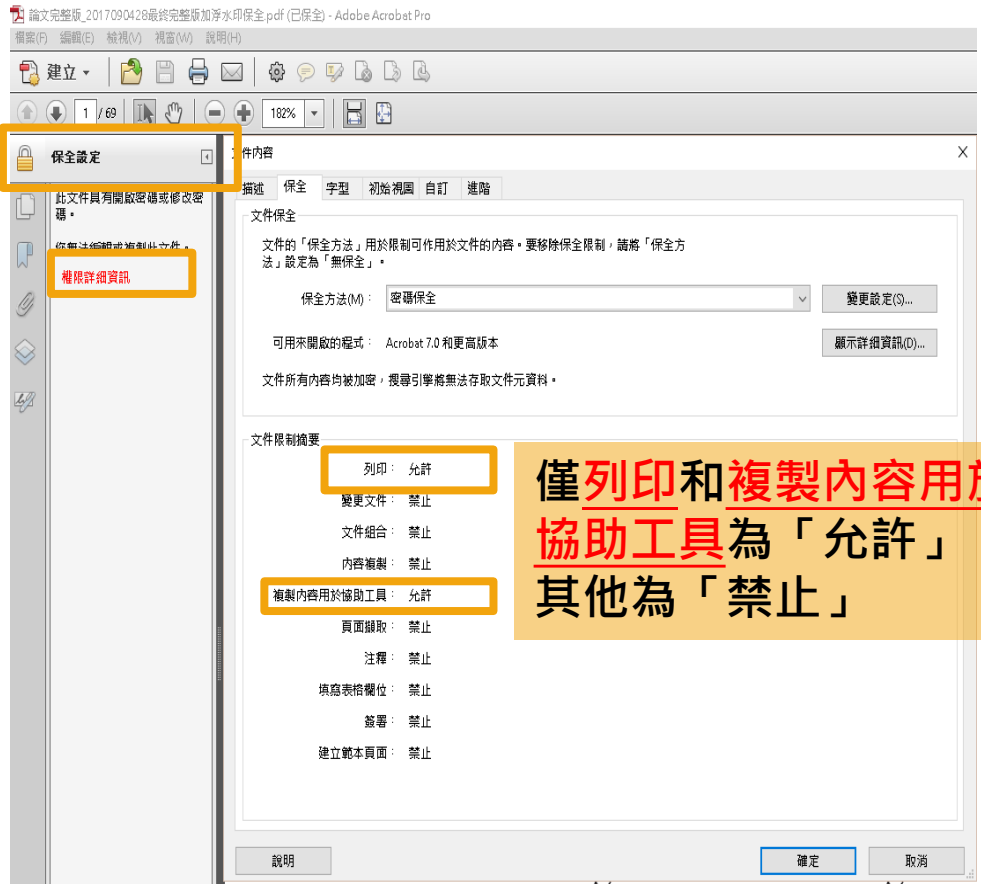 論文完整版_2017090428最終完整版加浮水印保全.pdf (已保全) - Adobe Acrobat Pro
檔案(F) 編輯(E) 檢視(V) 視窗(W) 說明(H)
建立
1 / 69 182%
保全設定
此文件具有開啟密碼或修改密
碼。
您無法編輯或複製此文件。
權限詳細資訊
文件內容 X
描述 保全 字型 初始視圖 自訂 進階
文件保全
文件的「保全方法」用於限制可作用於文件的內容。要移除保全限制,請將「保全方
法」設定為「無保全」。
保全方法(M): 密碼保全 變更設定(S)...
可用來開啟的程式: Acrobat 7.0 和更高版本 顯示詳細資訊(D)...
文件所有內容均被加密,搜尋引擎將無法存取文件元資料。
文件限制摘要
列印: 允許
變更文件: 禁止
文件組合: 禁止
內容複製: 禁止
複製內容用於協助工具: 允許
頁面擷取: 禁止
注釋: 禁止
填寫表格欄位: 禁止
簽署: 禁止
建立範本頁面: 禁止
僅列印和複製內容用於
協助工具為「允許」
其他為「禁止」
說明 確定 取消